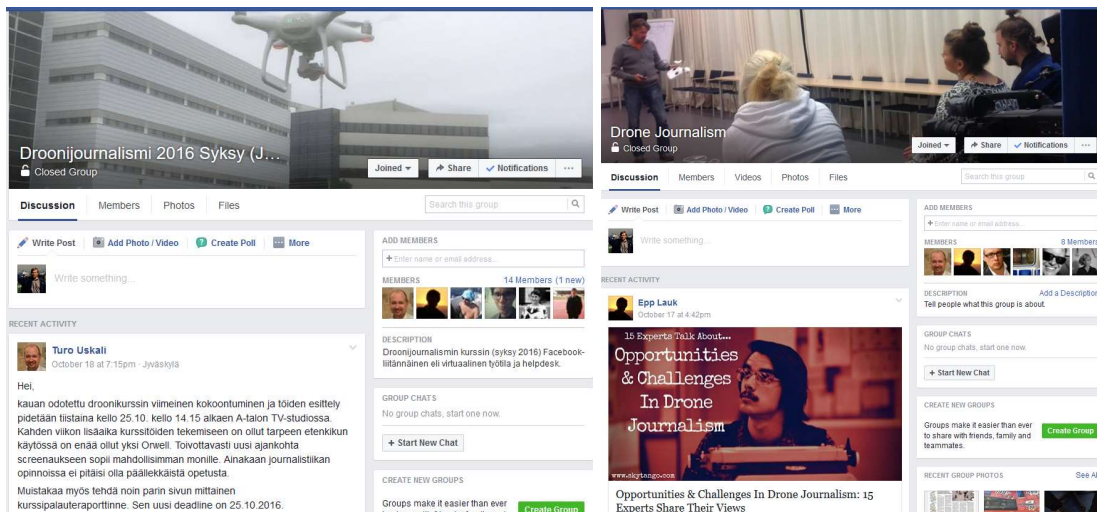 Droonijournalismi 2016 Syksy (J...
Closed Group
Joined
Share
Notifications
Discussion
Members
Photos
Files
Search this group
Write Post
Add Photo / Video
Create Poll
More
Write something...
RECENT ACTIVITY
Turo Uskali
October 18 at 7:15pm · Jyväskylä
Hei,
kauan odotettu droonikurssin viimeinen kokoontuminen ja töiden esittely
pidetään tiistaina kello 25.10. kello 14.15 alkaen A-talon TV-studiossa.
Kahden viikon lisäaika kurssitöiden tekemiseen on ollut tarpeen etenkikun
käytössä on enää ollut yksi Orwell. Toivottavasti uusi ajankohta
screenaukseen sopii mahdollisimman monille. Ainakaan journalistiikan
opinnoissa ei pitäisi olla päällekkäistä opetusta.
Muistakaa myös tehdä noin parin sivun mittainen
kurssipalauteraporttinne. Sen uusi deadline on 25.10.2016.
ADD MEMBERS
Enter name or email address...
MEMBERS
14 Members (1 new)
DESCRIPTION
Droonijournalismin kurssin (syksy 2016) Facebook-
liitännäinen eli virtuaalinen työtila ja helpdesk.
GROUP CHATS
No group chats, start one now.
+ Start New Chat
CREATE NEW GROUPS
Groups make it easier than ever
Create Group
Drone Journalism
Closed Group
Joined
Share
Notifications
Discussion
Members
Videos
Photos
Files
Search this group
Write Post
Add Photo / Video
Create Poll
More
Write something...
RECENT ACTIVITY
Epp Lauk
October 17 at 4:42pm
15 Experts Talk About...
Opportunities
& Challenges
In Drone
Journalism
www.skytango.com
Opportunities & Challenges In Drone Journalism: 15
Experts Share Their Views
ADD MEMBERS
Enter name or email address...
MEMBERS
8 Members
DESCRIPTION
Add a Description
Tell people what this group is about.
GROUP CHATS
No group chats, start one now.
+ Start New Chat
CREATE NEW GROUPS
Groups make it easier than ever
to share with friends, family and
teammates.
Create Group
RECENT GROUP PHOTOS
See All